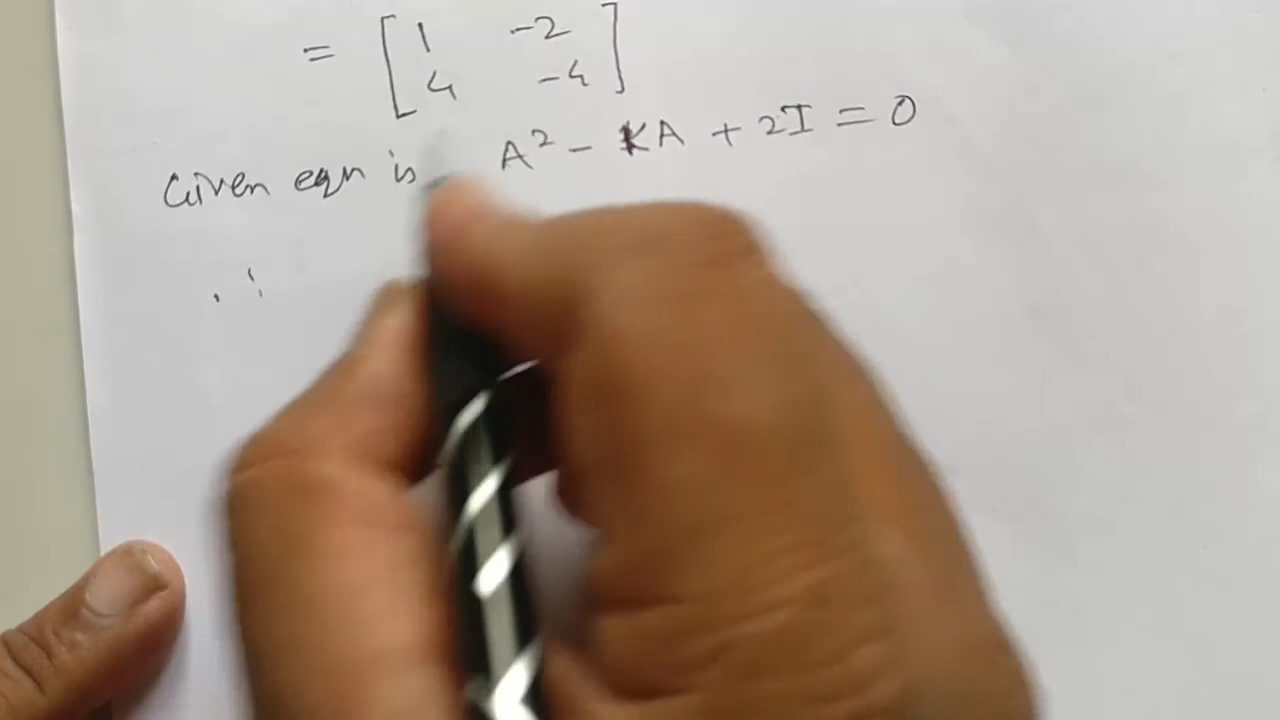 = [ 1 -2
4 -4 ]
Given eqn is A² - KA + 2I = 0
∴